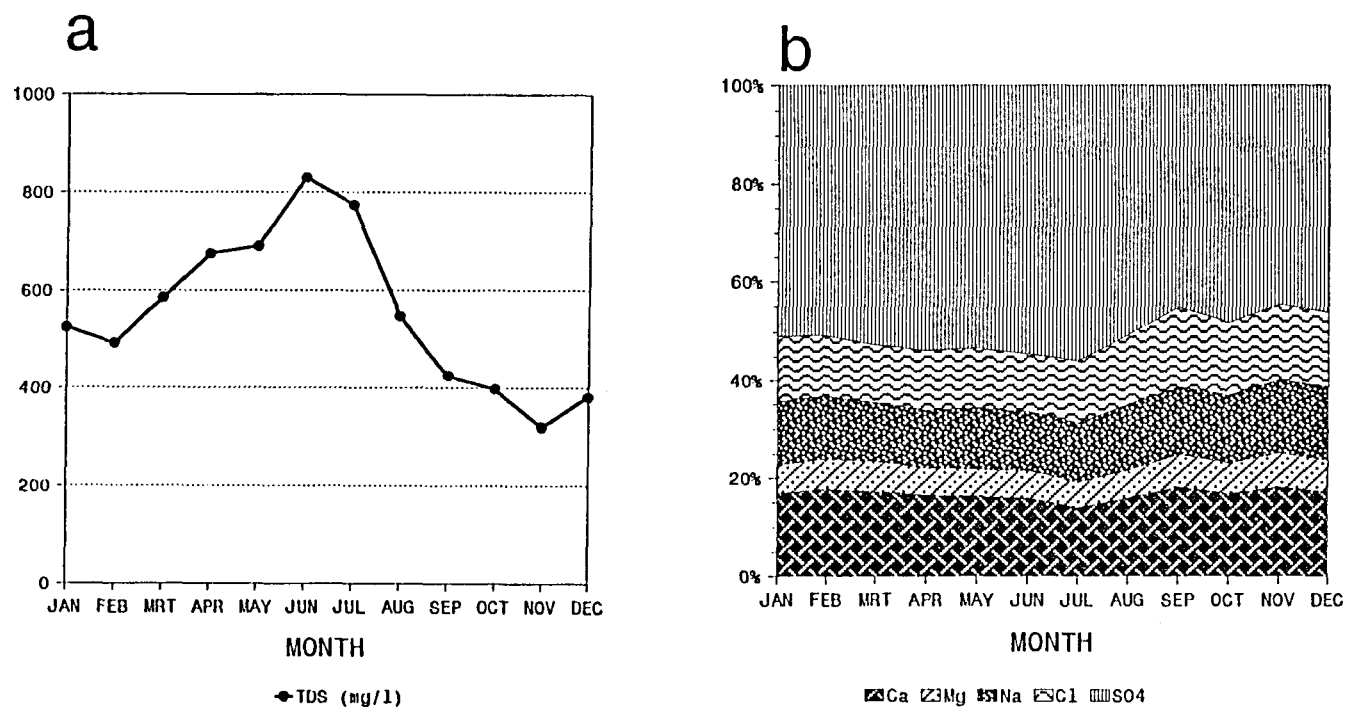 a
1000
800
600
400
200
0
JAN FEB MRT APR MAY JUN JUL AUG SEP OCT NOV DEC
MONTH
TDS (mg/l)
b
100%
80%
60%
40%
20%
0%
JAN FEB MRT APR MAY JUN JUL AUG SEP OCT NOV DEC
MONTH
Ca Mg Na Cl SO4